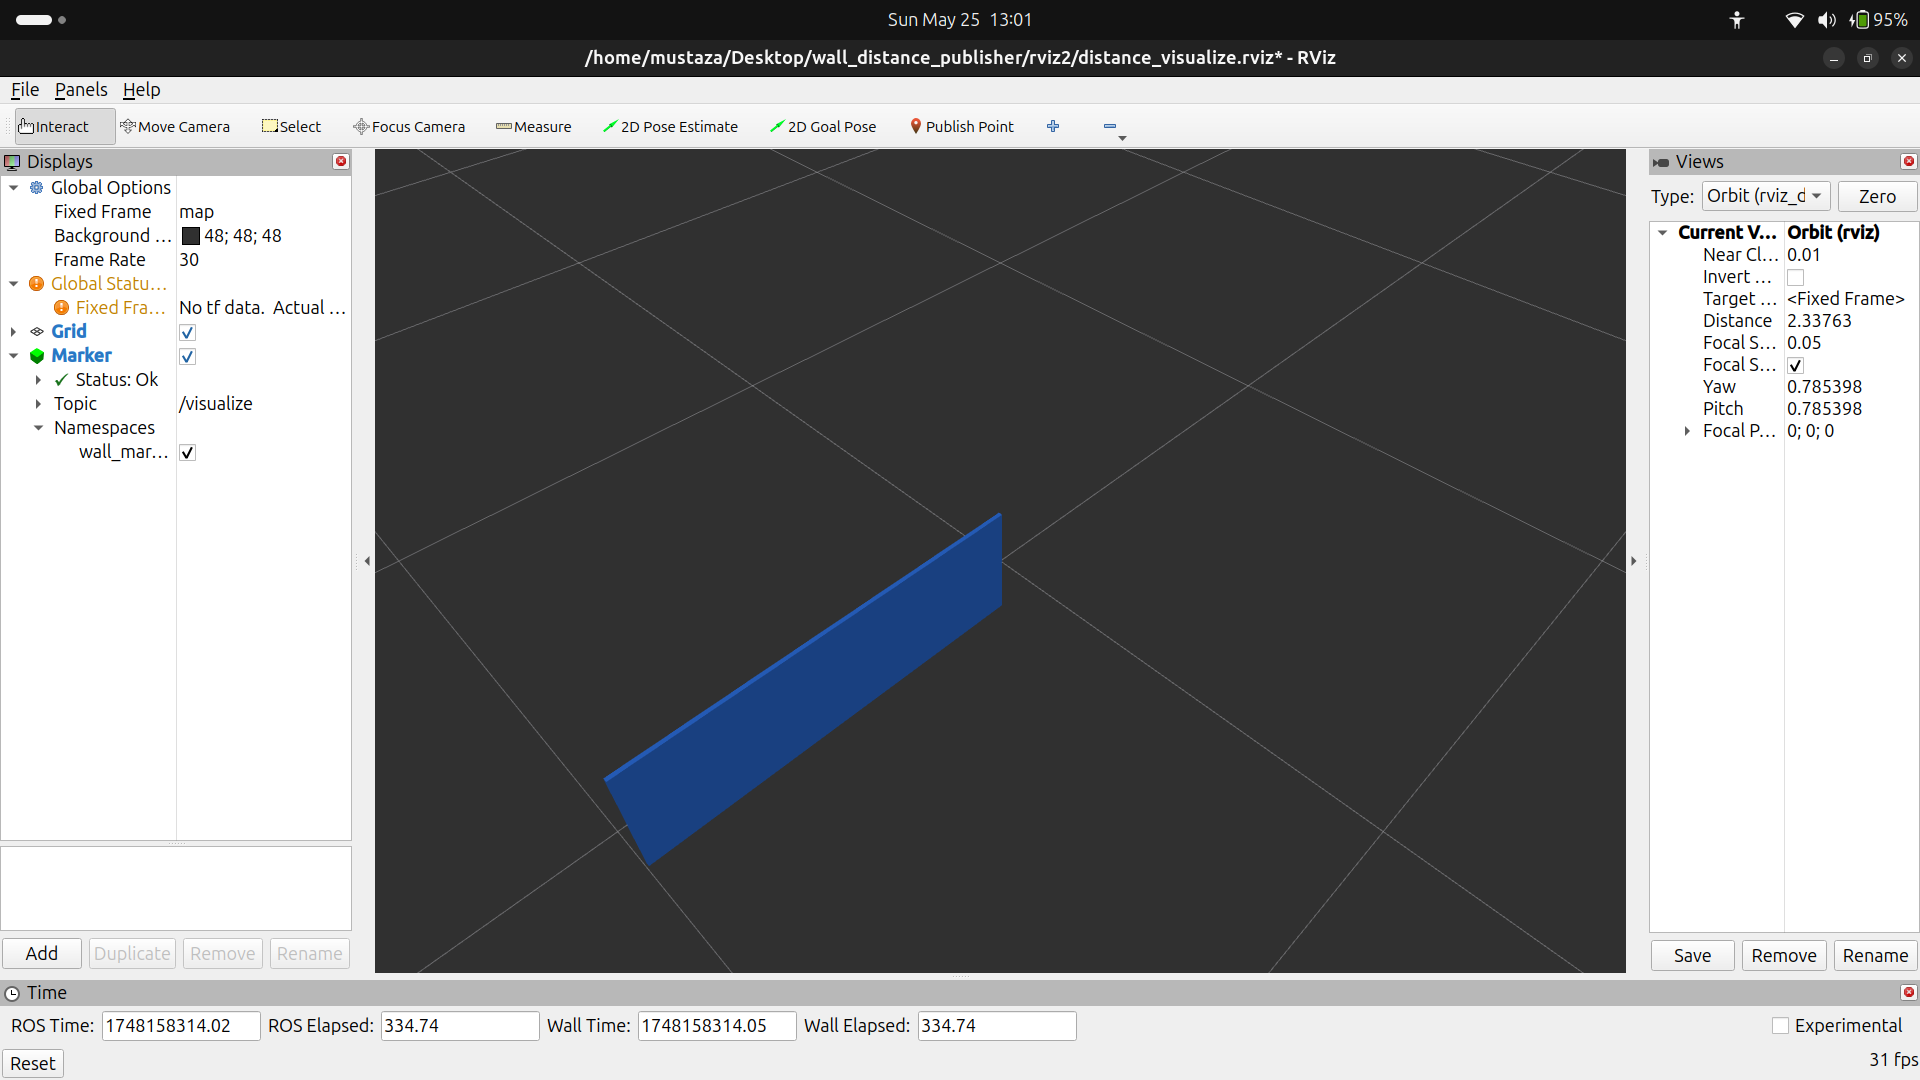 Sun May 25 13:01
95%
/home/mustaza/Desktop/wall_distance_publisher/rviz2/distance_visualize.rviz* - RViz
File Panels Help
Interact Move Camera Select Focus Camera Measure 2D Pose Estimate 2D Goal Pose Publish Point
Displays
Global Options
Fixed Frame map
Background ... 48; 48; 48
Frame Rate 30
Global Statu...
Fixed Fra... No tf data. Actual ...
Grid
Marker
Status: Ok
Topic /visualize
Namespaces
wall_mar...
Add Duplicate Remove Rename
Views
Type: Orbit (rviz_d Zero
Current V... Orbit (rviz)
Near Cl... 0.01
Invert ...
Target ... <Fixed Frame>
Distance 2.33763
Focal S... 0.05
Focal S...
Yaw 0.785398
Pitch 0.785398
Focal P... 0; 0; 0
Save Remove Rename
Time
ROS Time: 1748158314.02 ROS Elapsed: 334.74 Wall Time: 1748158314.05 Wall Elapsed: 334.74 Experimental
Reset 31 fps